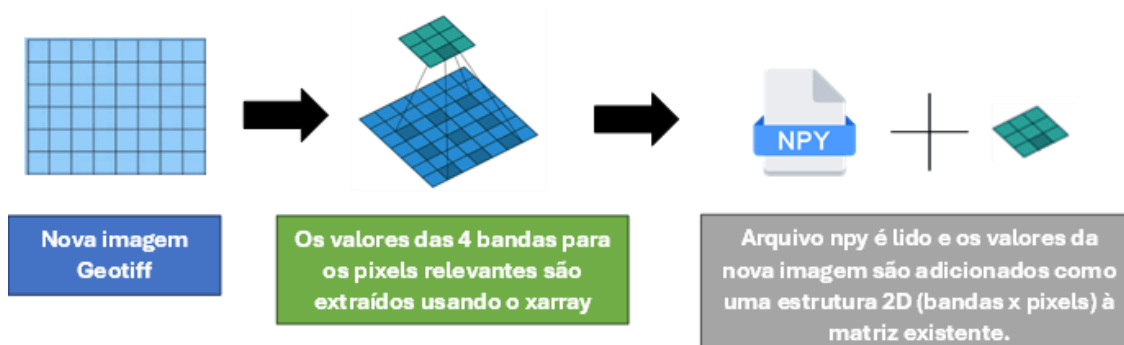 NPY
Nova imagem
Geotiff
Os valores das 4 bandas para
os pixels relevantes são
extraídos usando o xarray
Arquivo npy é lido e os valores da
nova imagem são adicionados como
uma estrutura 2D (bandas x pixels) à
matriz existente.